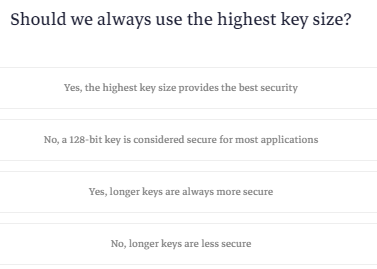 Should we always use the highest key size?
Yes, the highest key size provides the best security
No, a 128-bit key is considered secure for most applications
Yes, longer keys are always more secure
No, longer keys are less secure